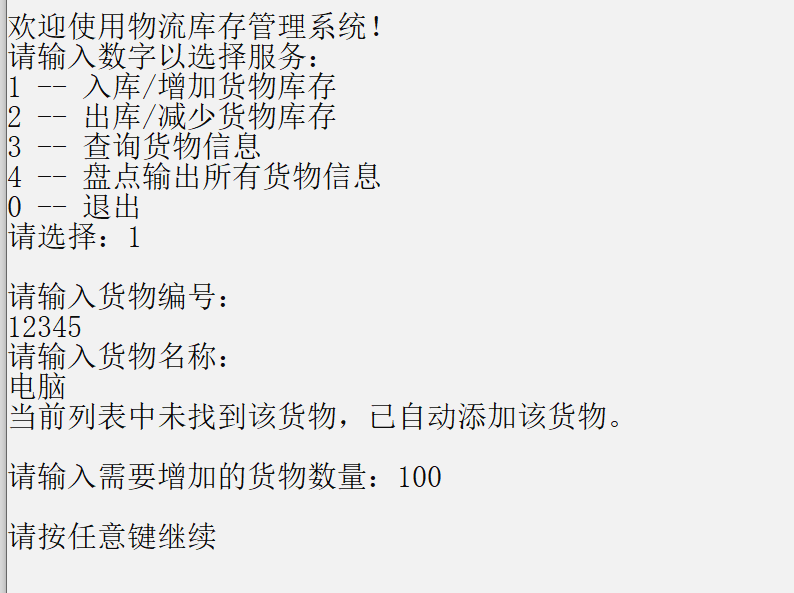 欢迎使用物流库存管理系统!
请输入数字以选择服务:
1 -- 入库/增加货物库存
2 -- 出库/减少货物库存
3 -- 查询货物信息
4 -- 盘点输出所有货物信息
0 -- 退出
请选择: 1
请输入货物编号:
12345
请输入货物名称:
电脑
当前列表中未找到该货物，已自动添加该货物。
请输入需要增加的货物数量: 100
请按任意键继续